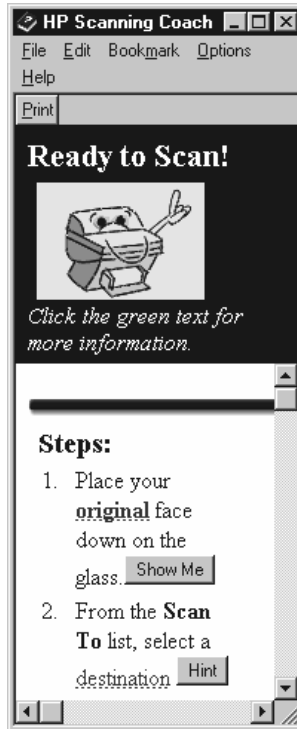 HP Scanning Coach
File Edit Bookmark Options
Help
Print
Ready to Scan!
Click the green text for
more information.
Steps:
1. Place your
original face
down on the
glass. Show Me
2. From the Scan
To list, select a
destination Hint